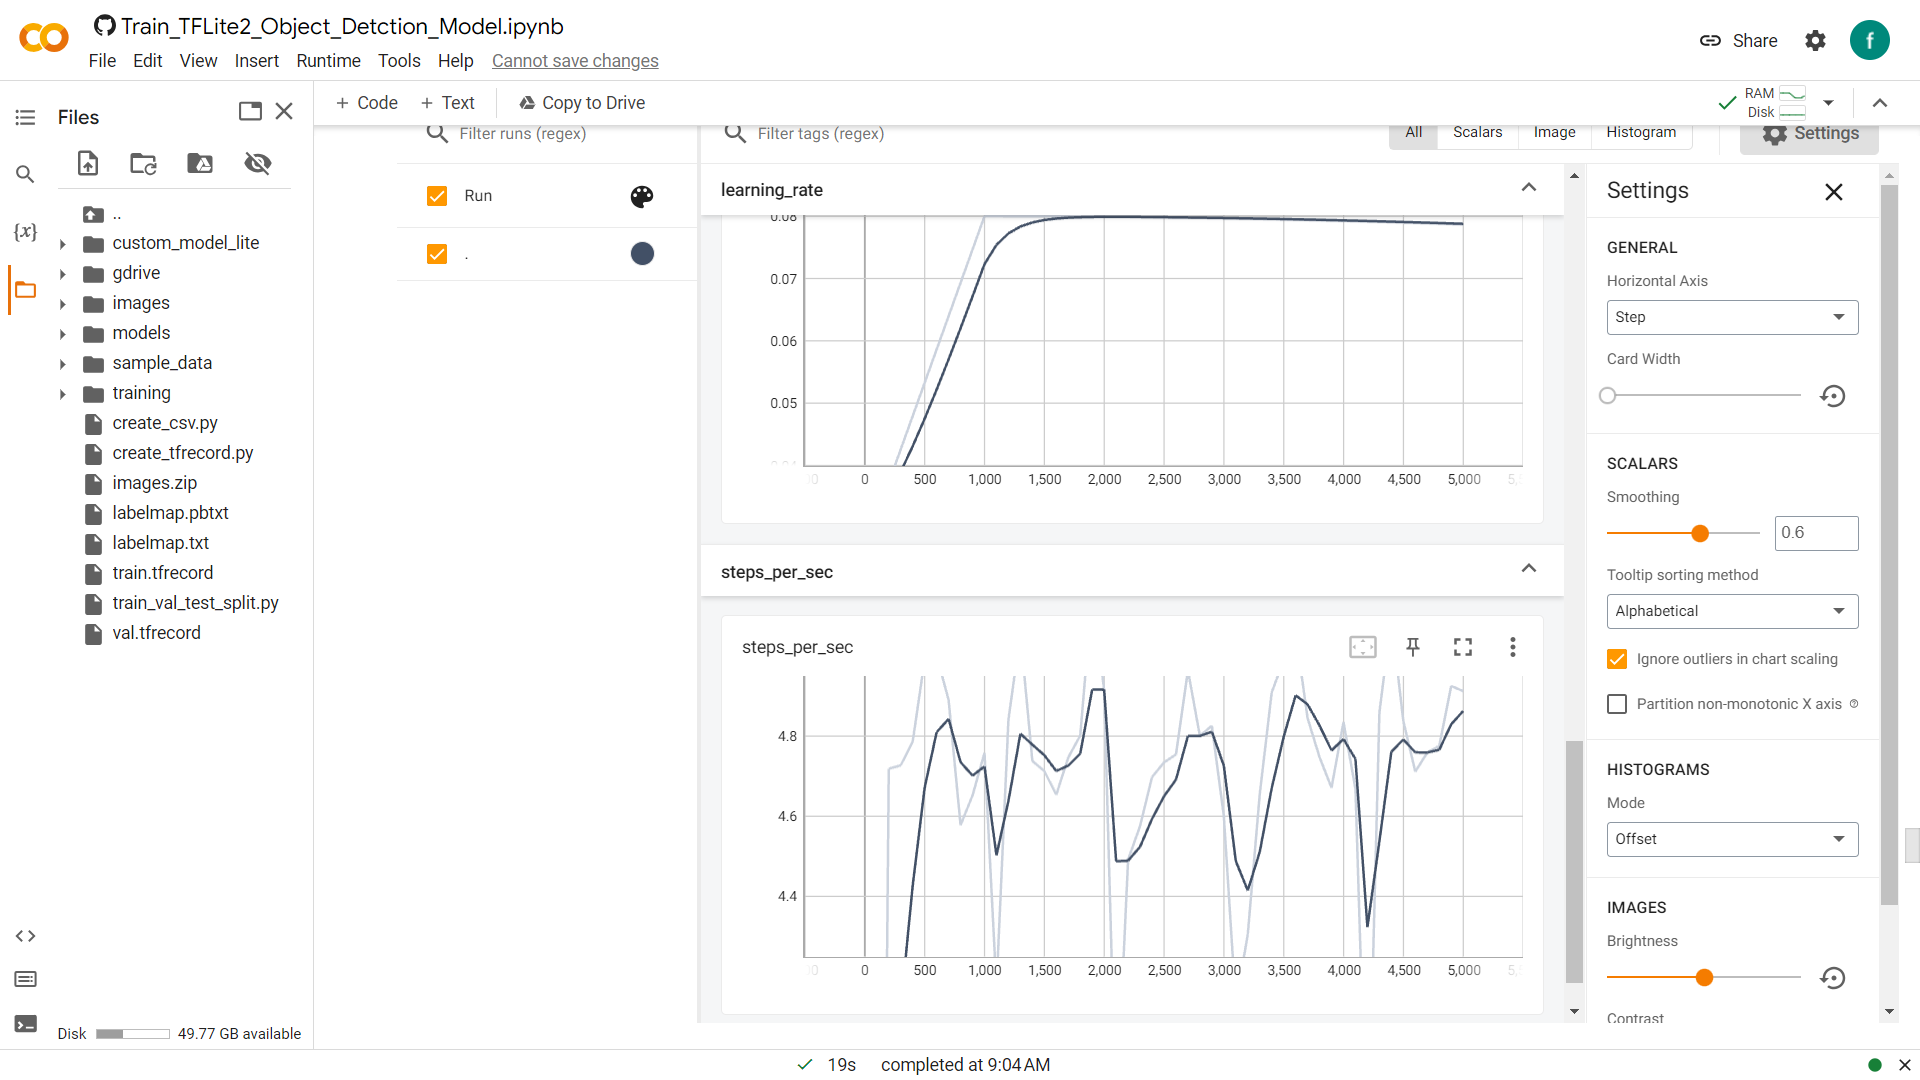 Train_TFLite2_Object_Detction_Model.ipynb
File Edit View Insert Runtime Tools Help Cannot save changes
Share
f
Files
+ Code + Text Copy to Drive
RAM
Disk
Filter runs (regex)
Filter tags (regex)
All Scalars Image Histogram
Settings
Run
.
..
custom_model_lite
gdrive
images
models
sample_data
training
create_csv.py
create_tfrecord.py
images.zip
labelmap.pbtxt
labelmap.txt
train.tfrecord
train_val_test_split.py
val.tfrecord
{x}
Disk 49.77 GB available
learning_rate
0.08
0.07
0.06
0.05
0 500 1,000 1,500 2,000 2,500 3,000 3,500 4,000 4,500 5,000
steps_per_sec
steps_per_sec
4.8
4.6
4.4
0 500 1,000 1,500 2,000 2,500 3,000 3,500 4,000 4,500 5,000
Settings
GENERAL
Horizontal Axis
Step
Card Width
SCALARS
Smoothing
0.6
Tooltip sorting method
Alphabetical
Ignore outliers in chart scaling
Partition non-monotonic X axis
HISTOGRAMS
Mode
Offset
IMAGES
Brightness
Contrast
19s completed at 9:04 AM